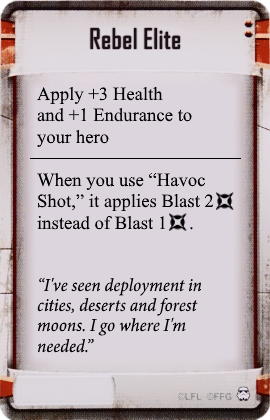 Rebel Elite
Apply +3 Health
and +1 Endurance to
your hero
When you use “Havoc
Shot,” it applies Blast 2
instead of Blast 1 .
“I've seen deployment in
cities, deserts and forest
moons. I go where I'm
needed.”
©LFL ©FFG